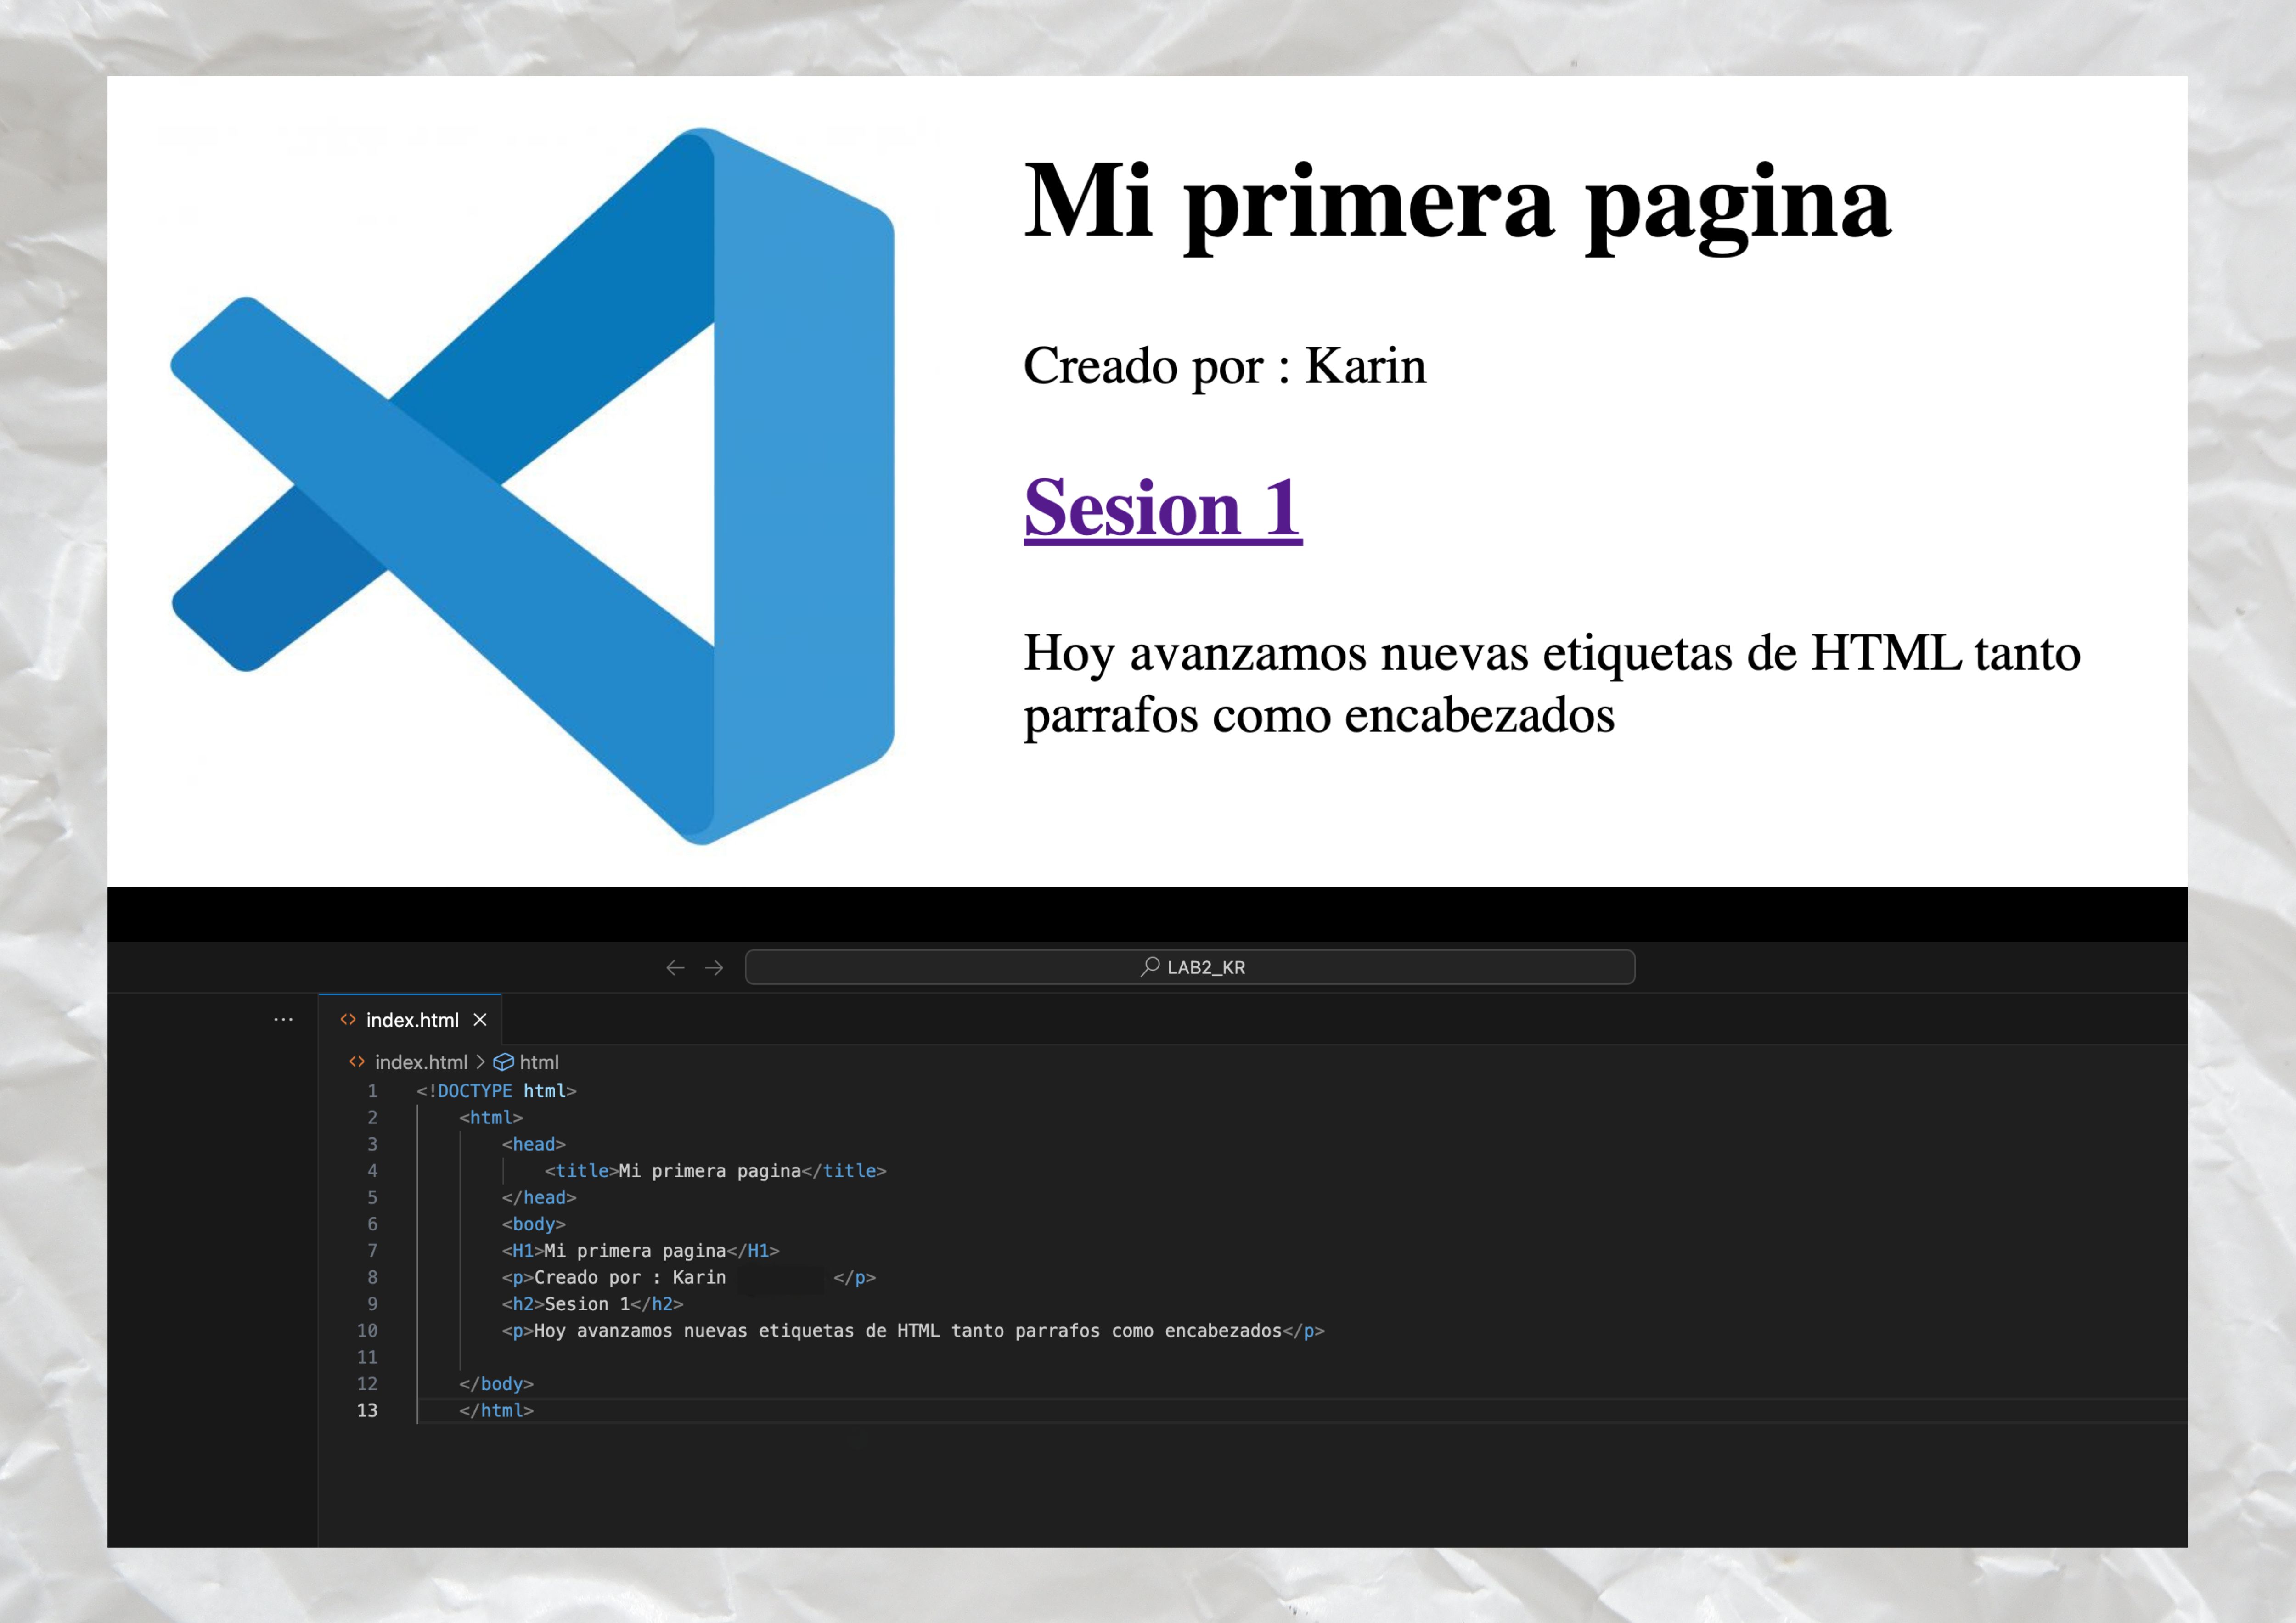 Mi primera pagina
Creado por : Karin
Sesion 1
Hoy avanzamos nuevas etiquetas de HTML tanto
parrafos como encabezados
LAB2_KR
index.html
index.html > html
1 <!DOCTYPE html>
2 <html>
3 <head>
4 <title>Mi primera pagina</title>
5 </head>
6 <body>
7 <H1>Mi primera pagina</H1>
8 <p>Creado por : Karin </p>
9 <h2>Sesion 1</h2>
10 <p>Hoy avanzamos nuevas etiquetas de HTML tanto parrafos como encabezados</p>
11
12 </body>
13 </html>